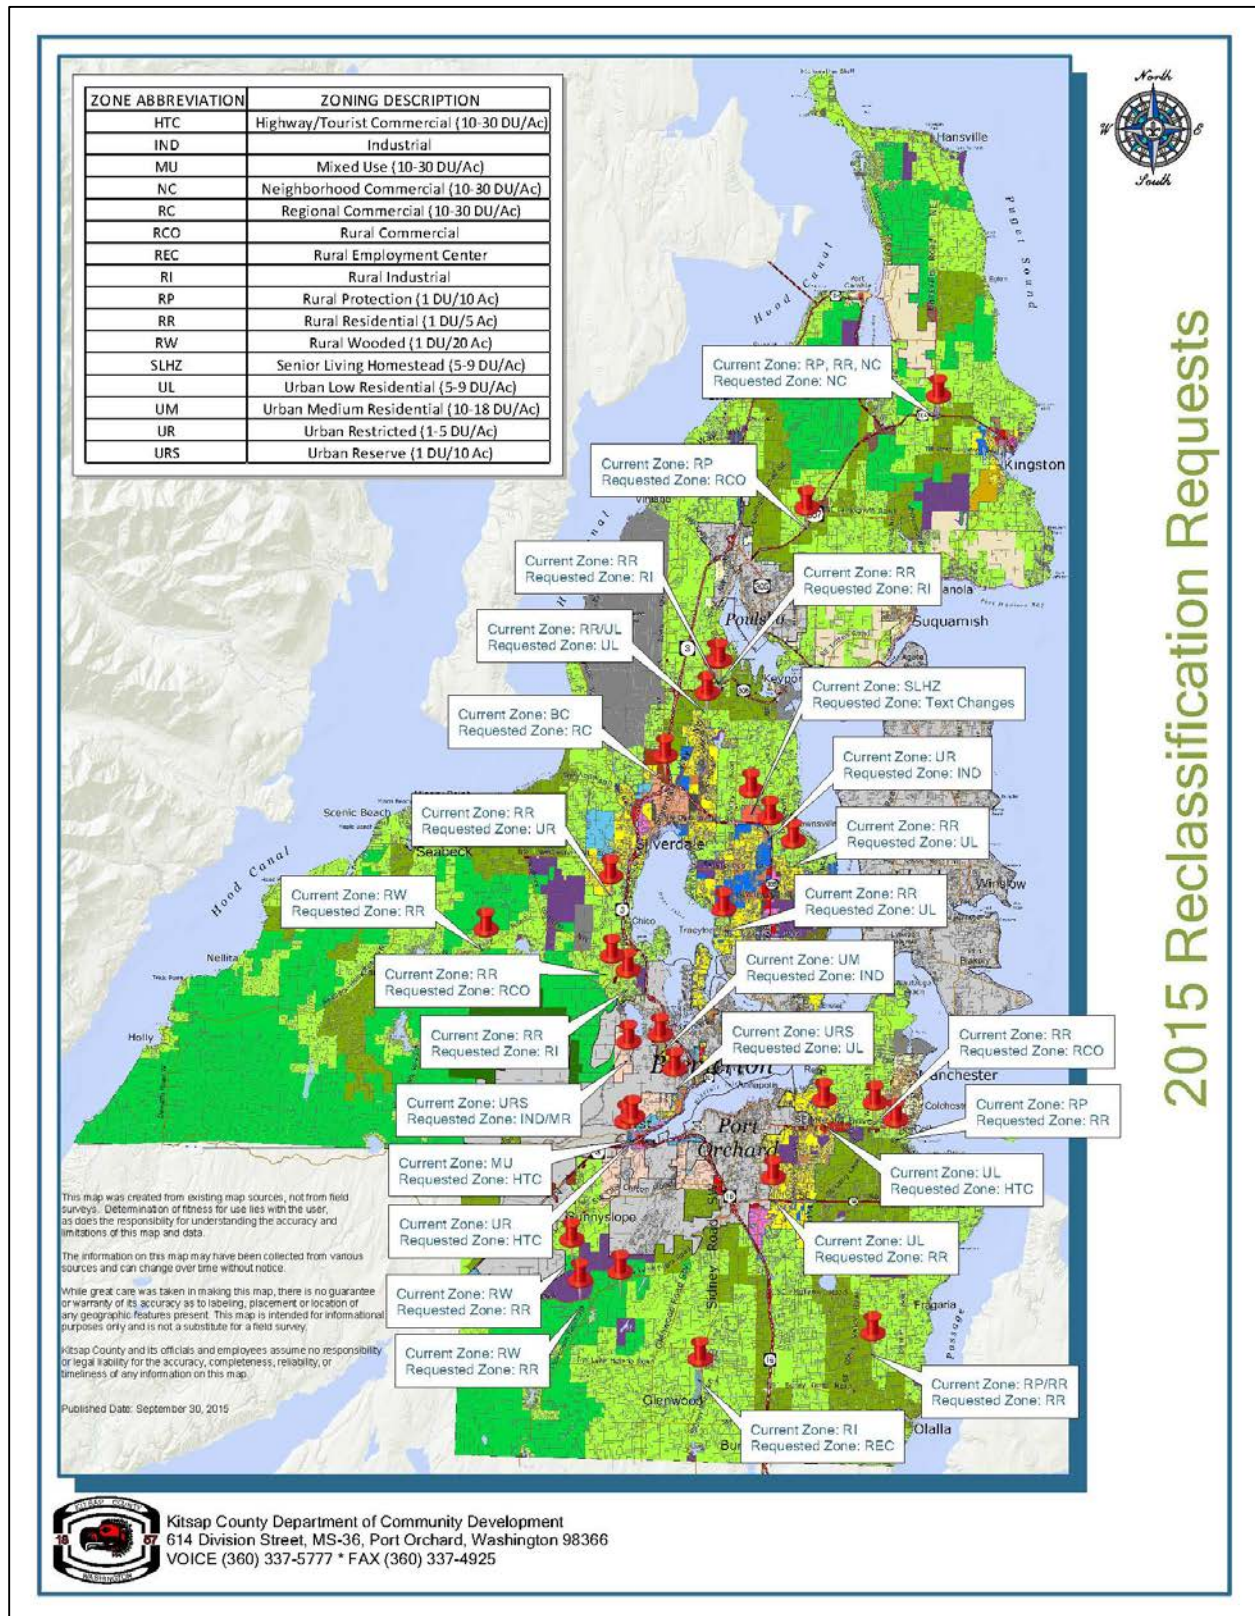 ZONE ABBREVIATION ZONING DESCRIPTION
HTC Highway/Tourist Commercial (10-30 DU/Ac)
IND Industrial
MU Mixed Use (10-30 DU/Ac)
NC Neighborhood Commercial (10-30 DU/Ac)
RC Regional Commercial (10-30 DU/Ac)
RCO Rural Commercial
REC Rural Employment Center
RI Rural Industrial
RP Rural Protection (1 DU/10 Ac)
RR Rural Residential (1 DU/5 Ac)
RW Rural Wooded (1 DU/20 Ac)
SLHZ Senior Living Homestead (5-9 DU/Ac)
UL Urban Low Residential (5-9 DU/Ac)
UM Urban Medium Residential (10-18 DU/Ac)
UR Urban Restricted (1-5 DU/Ac)
URS Urban Reserve (1 DU/10 Ac)
North
W E
South
2015 Reclassification Requests
Hansville
Puget Sound
Hood Canal
Current Zone: RP, RR, NC
Requested Zone: NC
Kingston
Current Zone: RP
Requested Zone: RCO
Current Zone: RR
Requested Zone: RI
Current Zone: RR
Requested Zone: RI
Suquamish
Current Zone: RR/UL
Requested Zone: UL
3
Current Zone: SLHZ
Requested Zone: Text Changes
Current Zone: BC
Requested Zone: RC
Current Zone: UR
Requested Zone: IND
Scenic Beach
Seabeck
Silverdale
Current Zone: RR
Requested Zone: UR
Current Zone: RR
Requested Zone: UL
Hood Canal
Winslow
Current Zone: RW
Requested Zone: RR
Current Zone: RR
Requested Zone: UL
3
Chico
Nellita
Current Zone: RR
Requested Zone: RCO
Current Zone: UM
Requested Zone: IND
Holly
Current Zone: RR
Requested Zone: RI
Current Zone: URS
Requested Zone: UL
Current Zone: RR
Requested Zone: RCO
Current Zone: URS
Requested Zone: IND/MR
Current Zone: RP
Requested Zone: RR
Port
Orchard
Current Zone: MU
Requested Zone: HTC
Current Zone: UL
Requested Zone: HTC
Current Zone: UR
Requested Zone: HTC
Current Zone: UL
Requested Zone: RR
Sidney Road SW
Current Zone: RW
Requested Zone: RR
Fragaria
Passage
Current Zone: RW
Requested Zone: RR
Glenwood
16
Current Zone: RP/RR
Requested Zone: RR
Current Zone: RI
Requested Zone: REC
Olalla
This map was created from existing map sources, not from field
surveys. Determination of fitness for use lies with the user,
as does the responsibility for understanding the accuracy and
limitations of this map and data.
The information on this map may have been collected from various
sources and can change over time without notice.
While great care was taken in making this map, there is no guarantee
or warranty of its accuracy as to labeling, placement or location of
any geographic features present. This map is intended for informational
purposes only and is not a substitute for a field survey.
Kitsap County and its officials and employees assume no responsibility
or legal liability for the accuracy, completeness, reliability, or
timeliness of any information on this map.
Published Date: September 30, 2015
KITSAP COUNTY
18 57
WASHINGTON
Kitsap County Department of Community Development
614 Division Street, MS-36, Port Orchard, Washington 98366
VOICE (360) 337-5777 * FAX (360) 337-4925